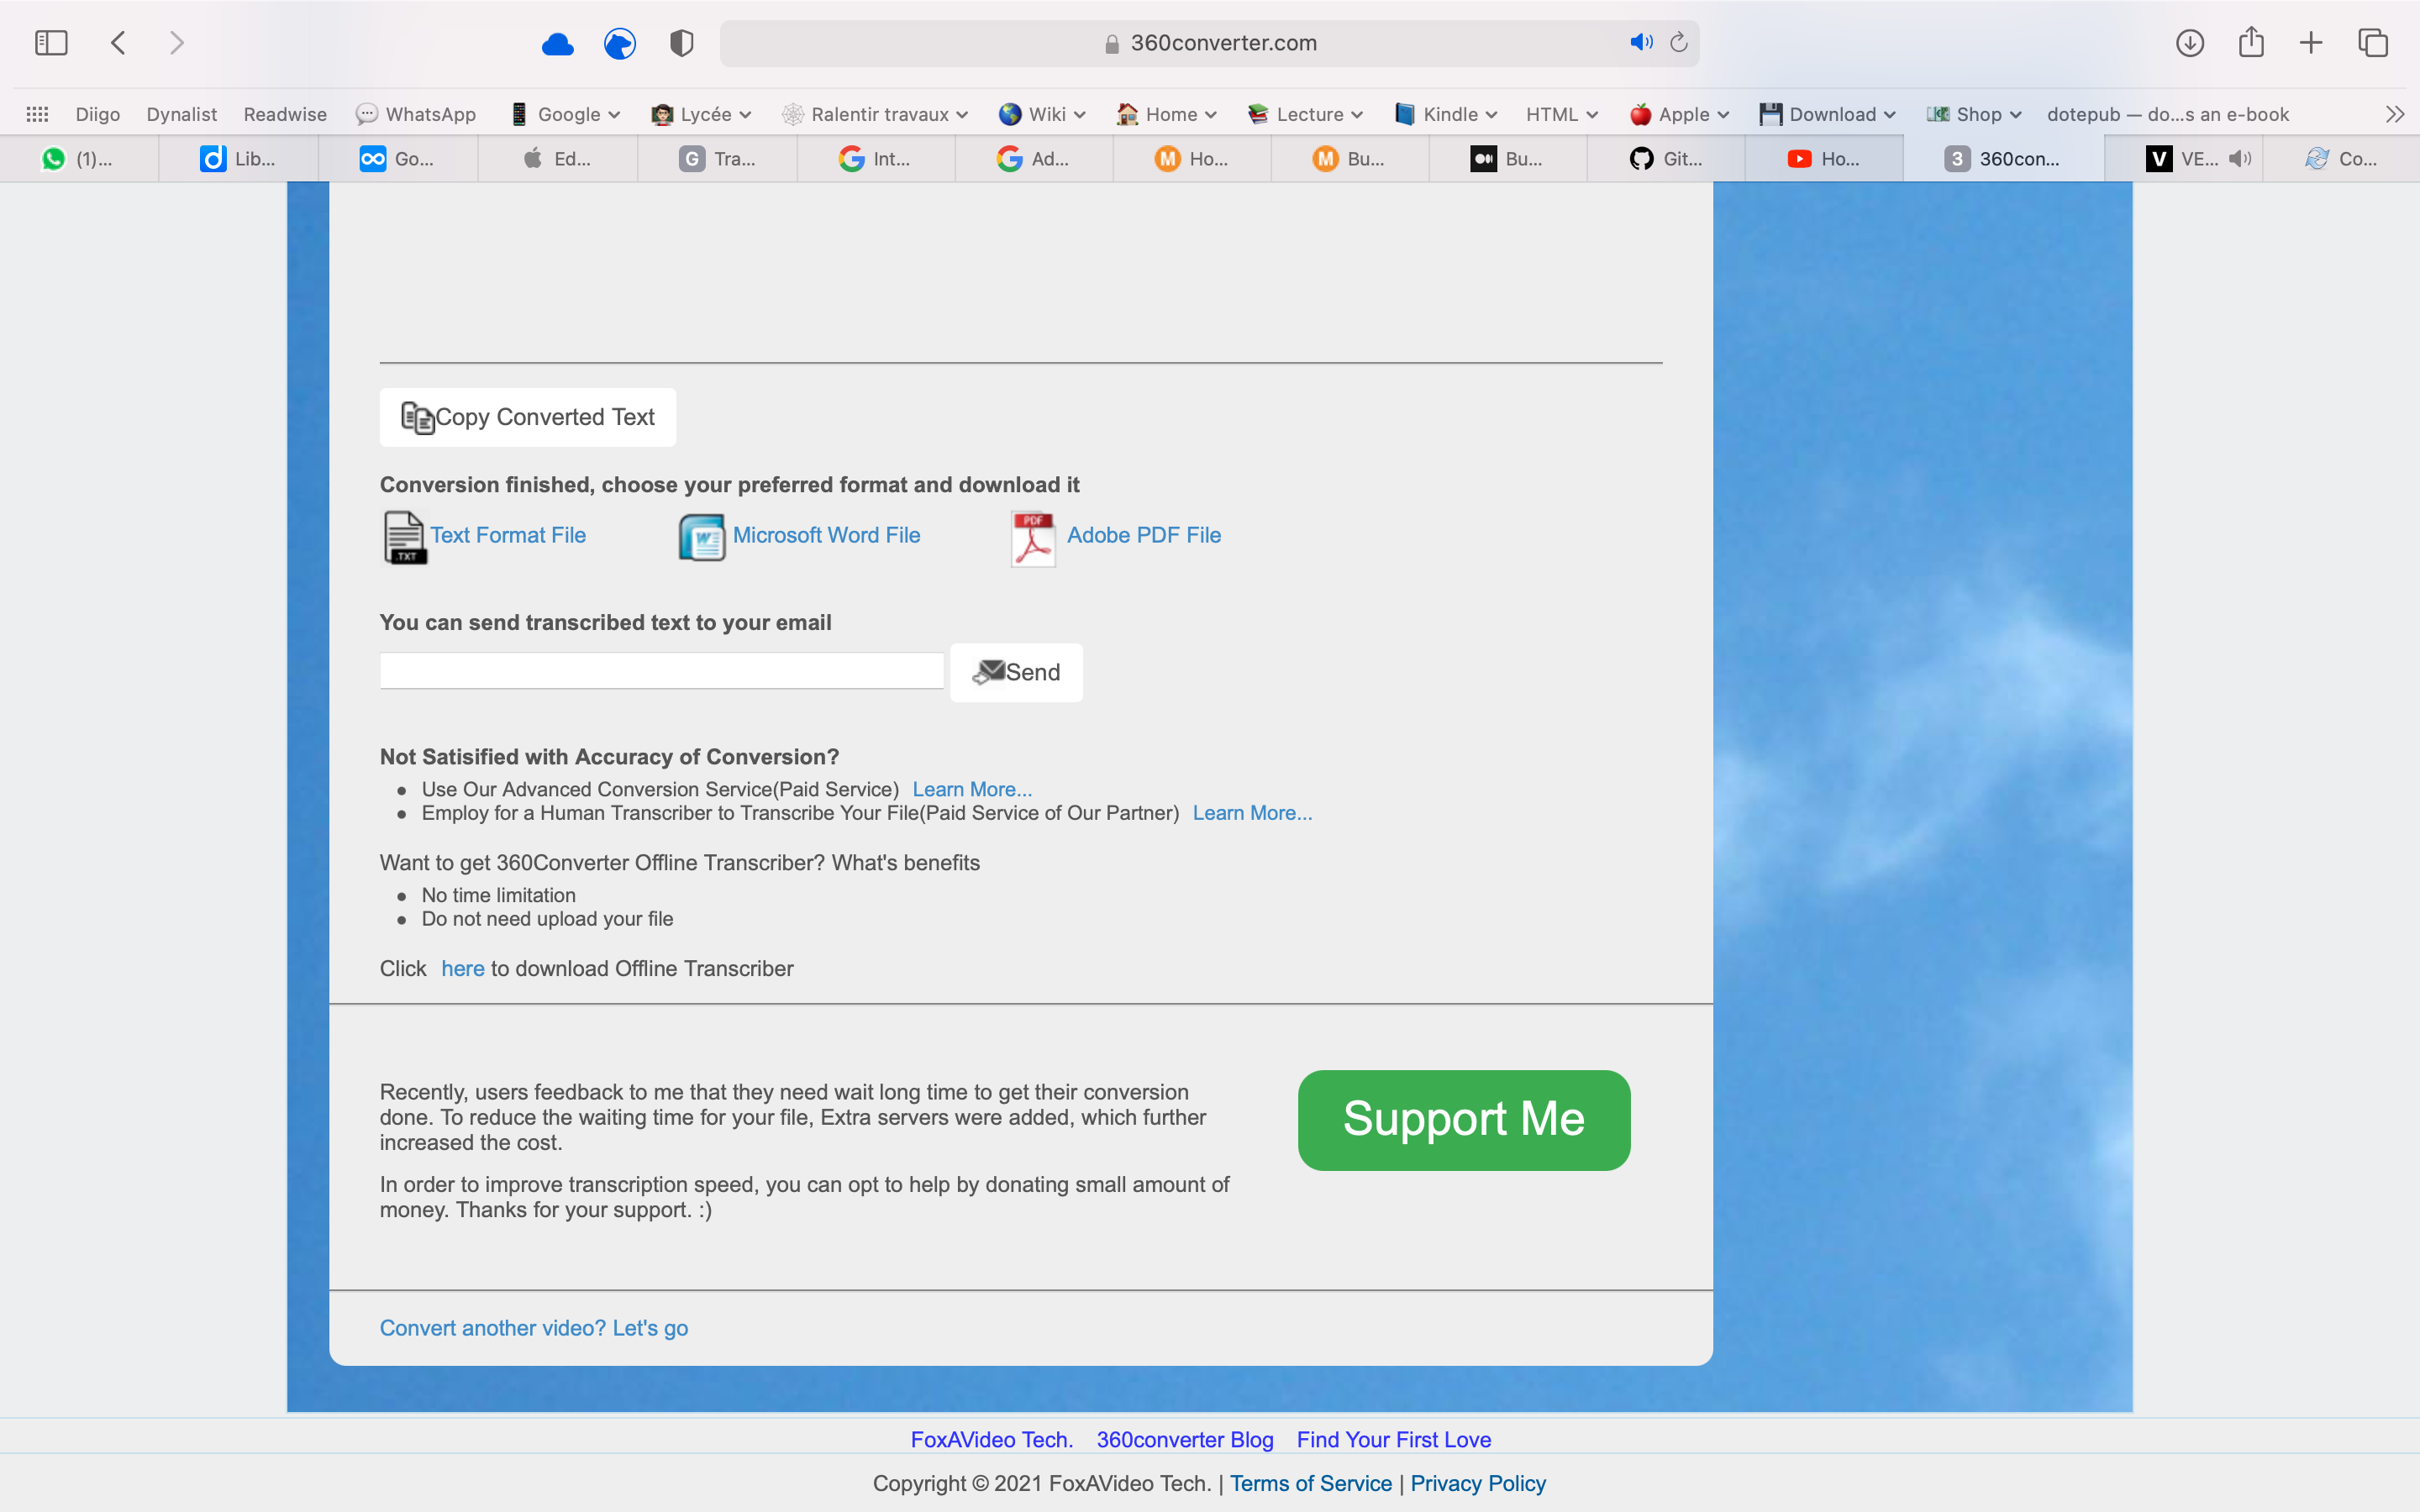 360converter.com
Diigo Dynalist Readwise WhatsApp Google Lycée Ralentir travaux Wiki Home Lecture Kindle HTML Apple Download Shop dotepub — do...s an e-book
(1)... Lib... Go... Ed... G Tra... Int... Ad... M Ho... M Bu... Bu... Git... Ho... 3 360con... V VE... Co...
Copy Converted Text
Conversion finished, choose your preferred format and download it
.TXT Text Format File W Microsoft Word File PDF Adobe PDF File
You can send transcribed text to your email
Send
Not Satisified with Accuracy of Conversion?
• Use Our Advanced Conversion Service(Paid Service) Learn More...
• Employ for a Human Transcriber to Transcribe Your File(Paid Service of Our Partner) Learn More...
Want to get 360Converter Offline Transcriber? What's benefits
• No time limitation
• Do not need upload your file
Click here to download Offline Transcriber
Recently, users feedback to me that they need wait long time to get their conversion
done. To reduce the waiting time for your file, Extra servers were added, which further
increased the cost.
Support Me
In order to improve transcription speed, you can opt to help by donating small amount of
money. Thanks for your support. :)
Convert another video? Let's go
FoxAVideo Tech. 360converter Blog Find Your First Love
Copyright © 2021 FoxAVideo Tech. | Terms of Service | Privacy Policy